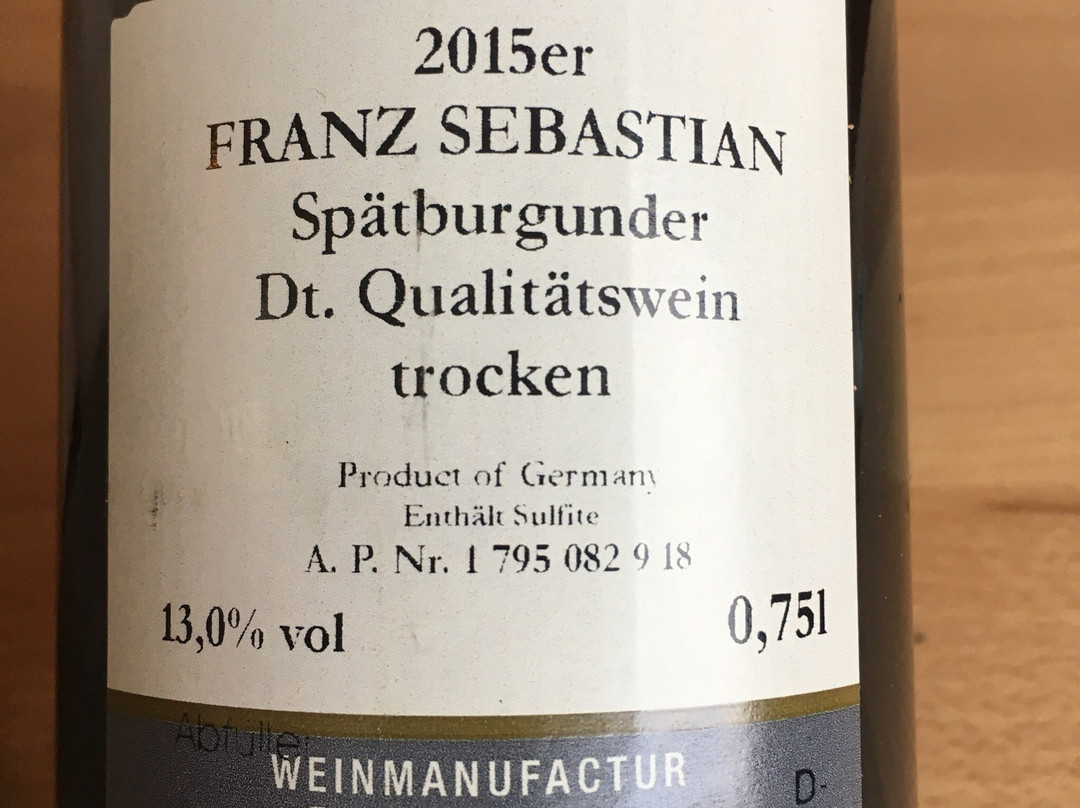 2015er
FRANZ SEBASTIAN
Spätburgunder
Dt. Qualitätswein
trocken
Product of Germany
Enthält Sulfite
A. P. Nr. 1 795 082 9 18
13,0% vol 0,75l
Abfüller
WEINMANUFACTUR D-